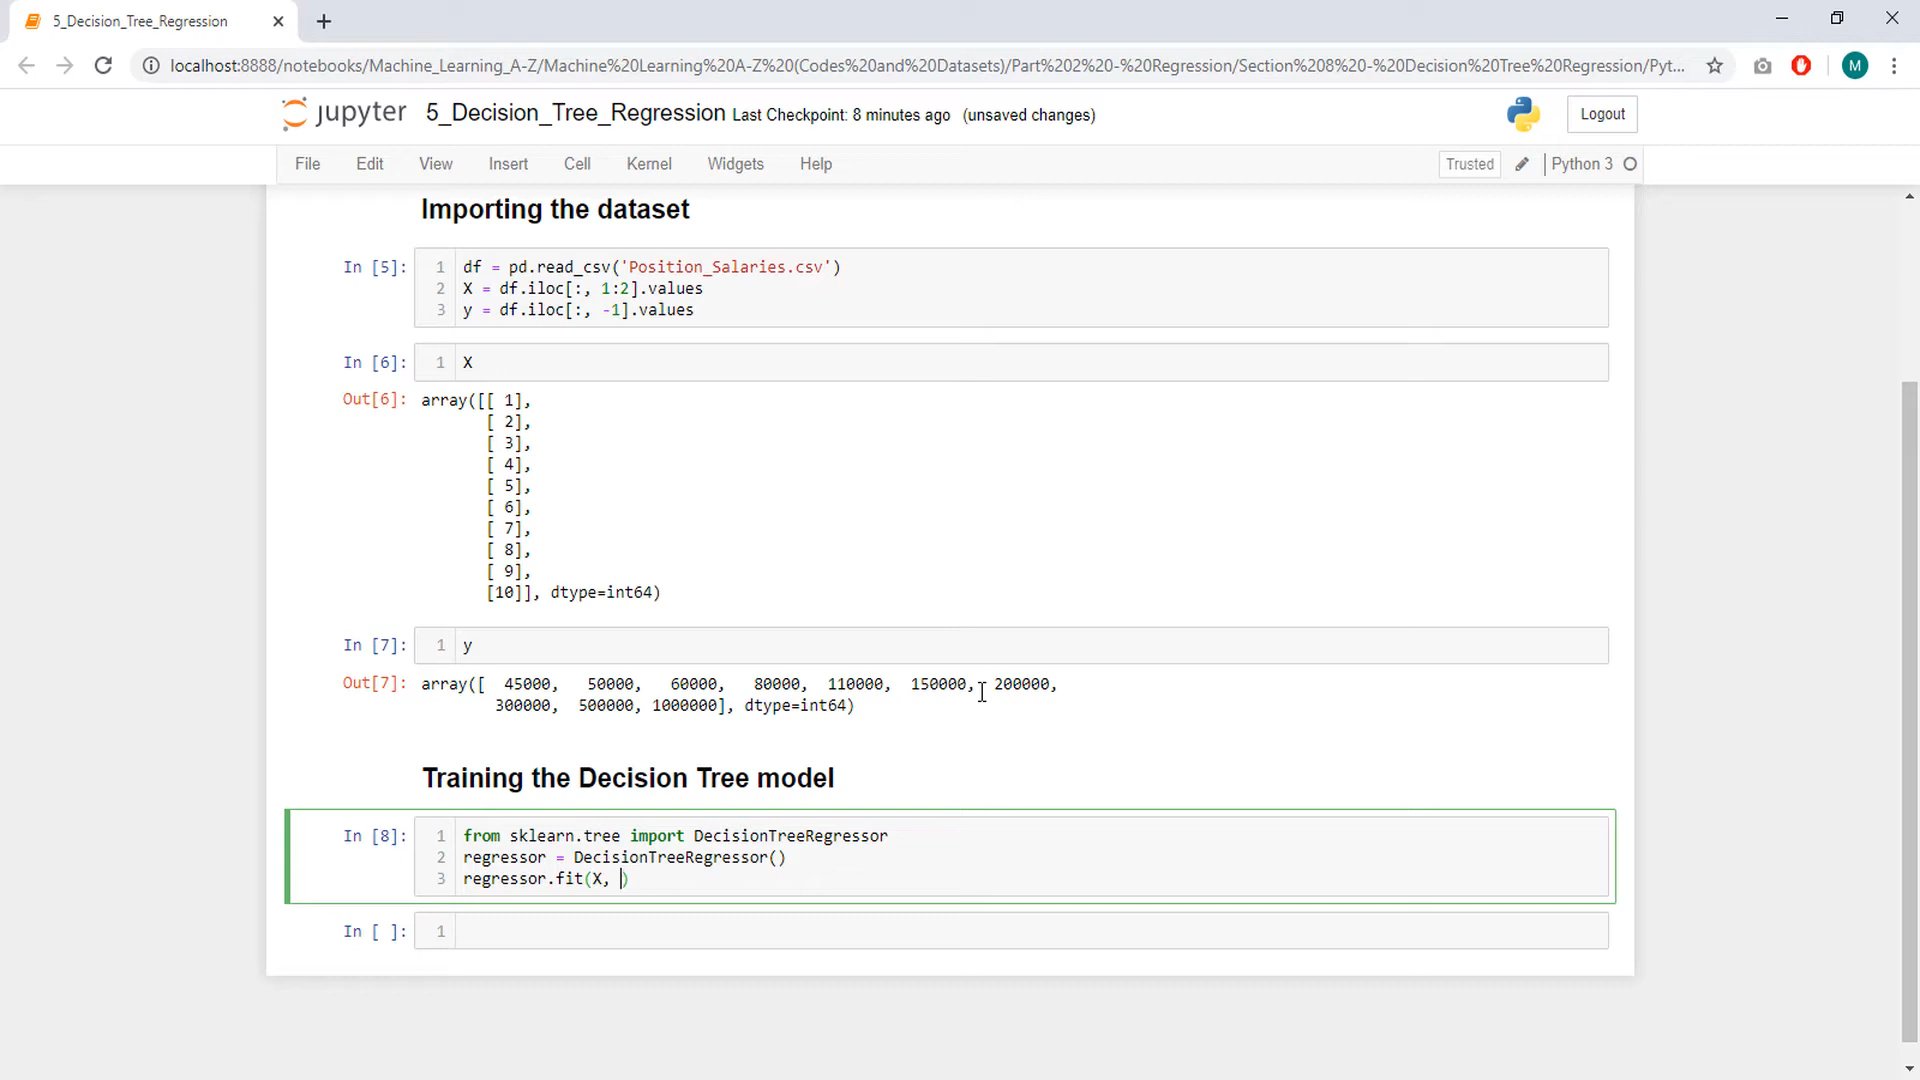 5_Decision_Tree_Regression
localhost:8888/notebooks/Machine_Learning_A-Z/Machine%20Learning%20A-Z%20(Codes%20and%20Datasets)/Part%202%20-%20Regression/Section%208%20-%20Decision%20Tree%20Regression/Pyt...
M
jupyter 5_Decision_Tree_Regression Last Checkpoint: 8 minutes ago (unsaved changes)
Logout
File Edit View Insert Cell Kernel Widgets Help Trusted Python 3
Importing the dataset
In [5]: 1 df = pd.read_csv('Position_Salaries.csv')
2 X = df.iloc[:, 1:2].values
3 y = df.iloc[:, -1].values
In [6]: 1 X
Out[6]: array([[ 1],
[ 2],
[ 3],
[ 4],
[ 5],
[ 6],
[ 7],
[ 8],
[ 9],
[10]], dtype=int64)
In [7]: 1 y
Out[7]: array([ 45000, 50000, 60000, 80000, 110000, 150000, 200000,
300000, 500000, 1000000], dtype=int64)
Training the Decision Tree model
In [8]: 1 from sklearn.tree import DecisionTreeRegressor
2 regressor = DecisionTreeRegressor()
3 regressor.fit(X, )
In [ ]: 1